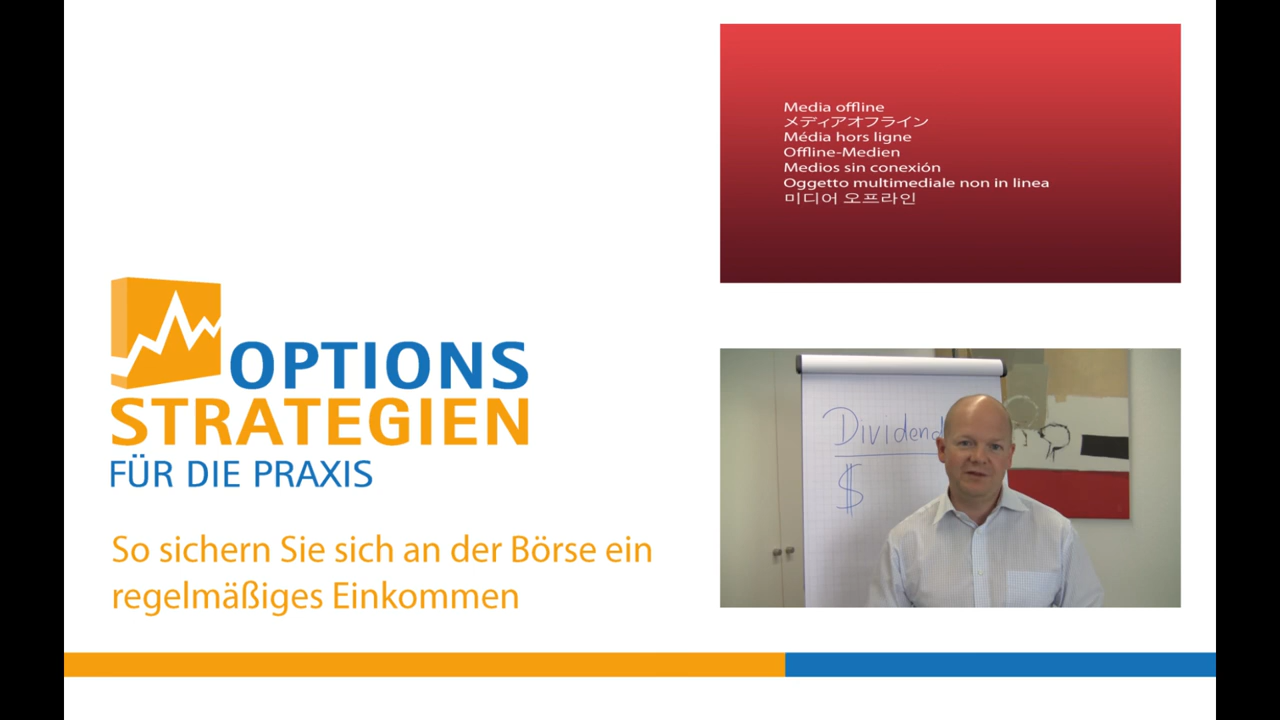 OPTIONS
STRATEGIEN
FÜR DIE PRAXIS
So sichern Sie sich an der Börse ein
regelmäßiges Einkommen
Media offline
メディアオフライン
Média hors ligne
Offline-Medien
Medios sin conexión
Oggetto multimediale non in linea
미디어 오프라인
Dividend
$